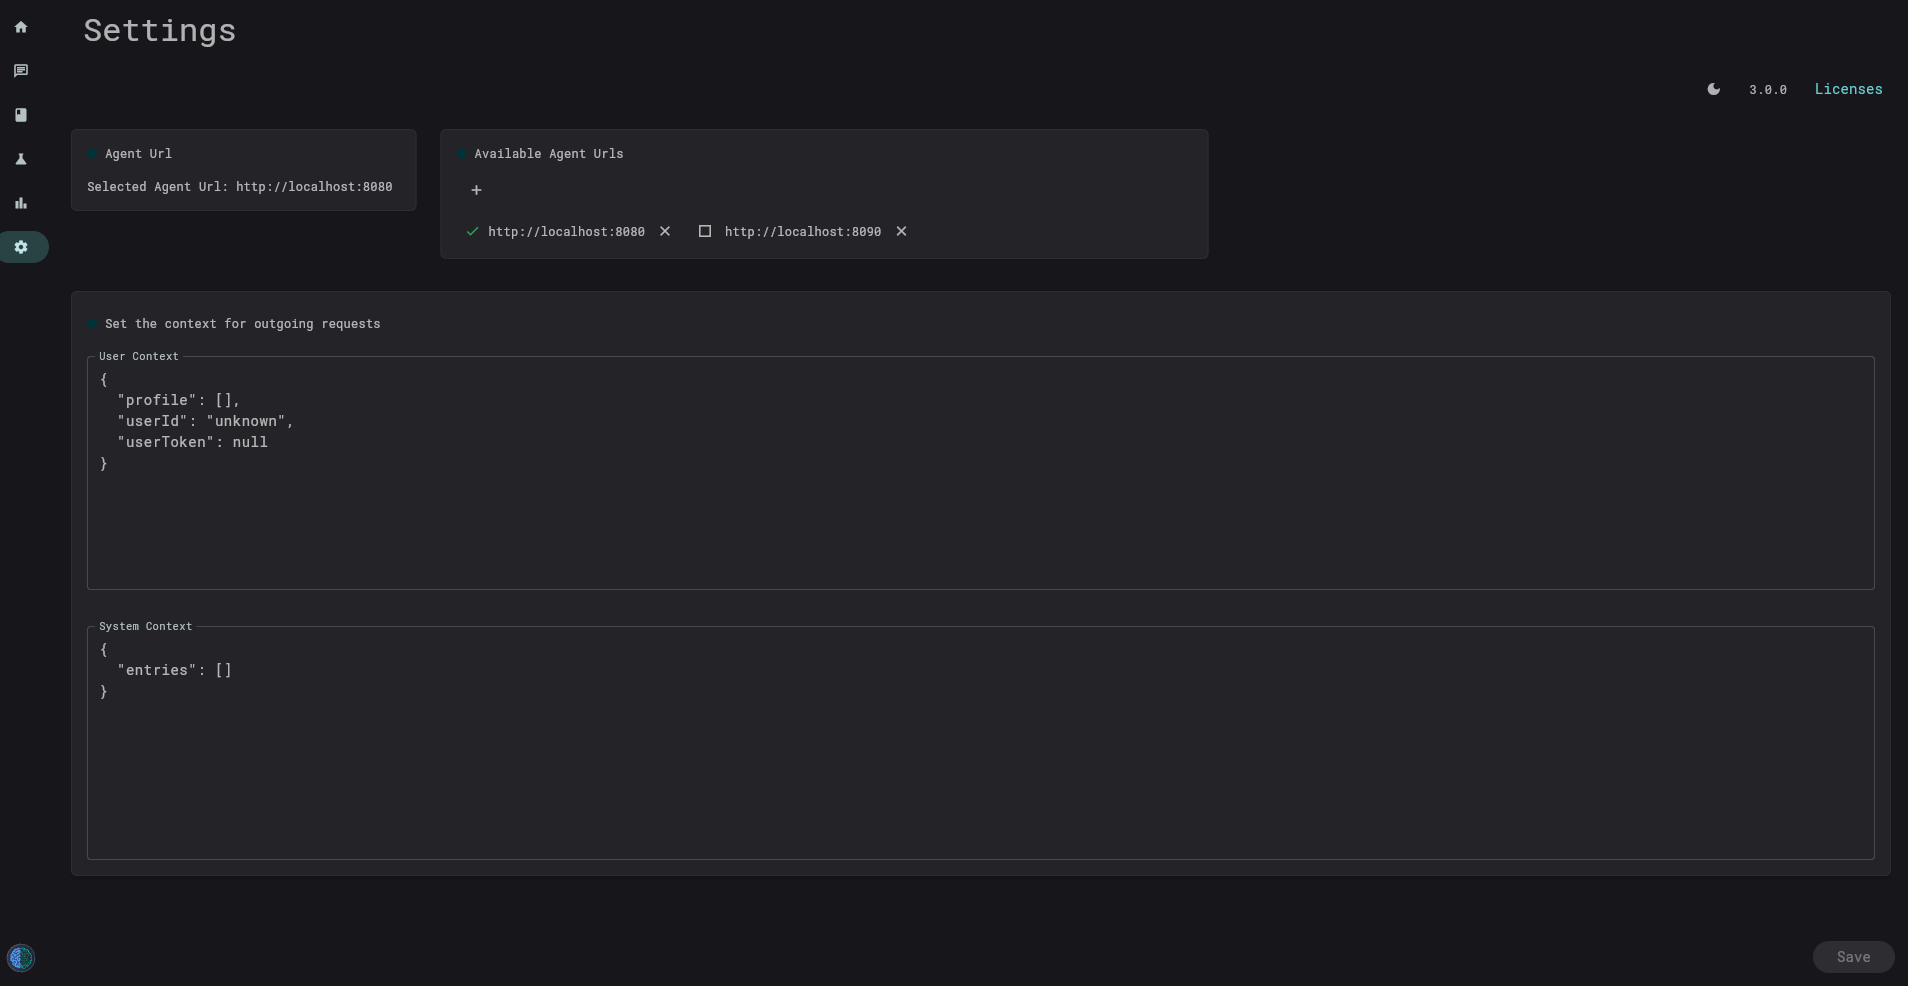 Settings
3.0.0 Licenses
Agent Url
Selected Agent Url: http://localhost:8080
Available Agent Urls
+
http://localhost:8080
http://localhost:8090
Set the context for outgoing requests
User Context
{
  "profile": [],
  "userId": "unknown",
  "userToken": null
}
System Context
{
  "entries": []
}
Save